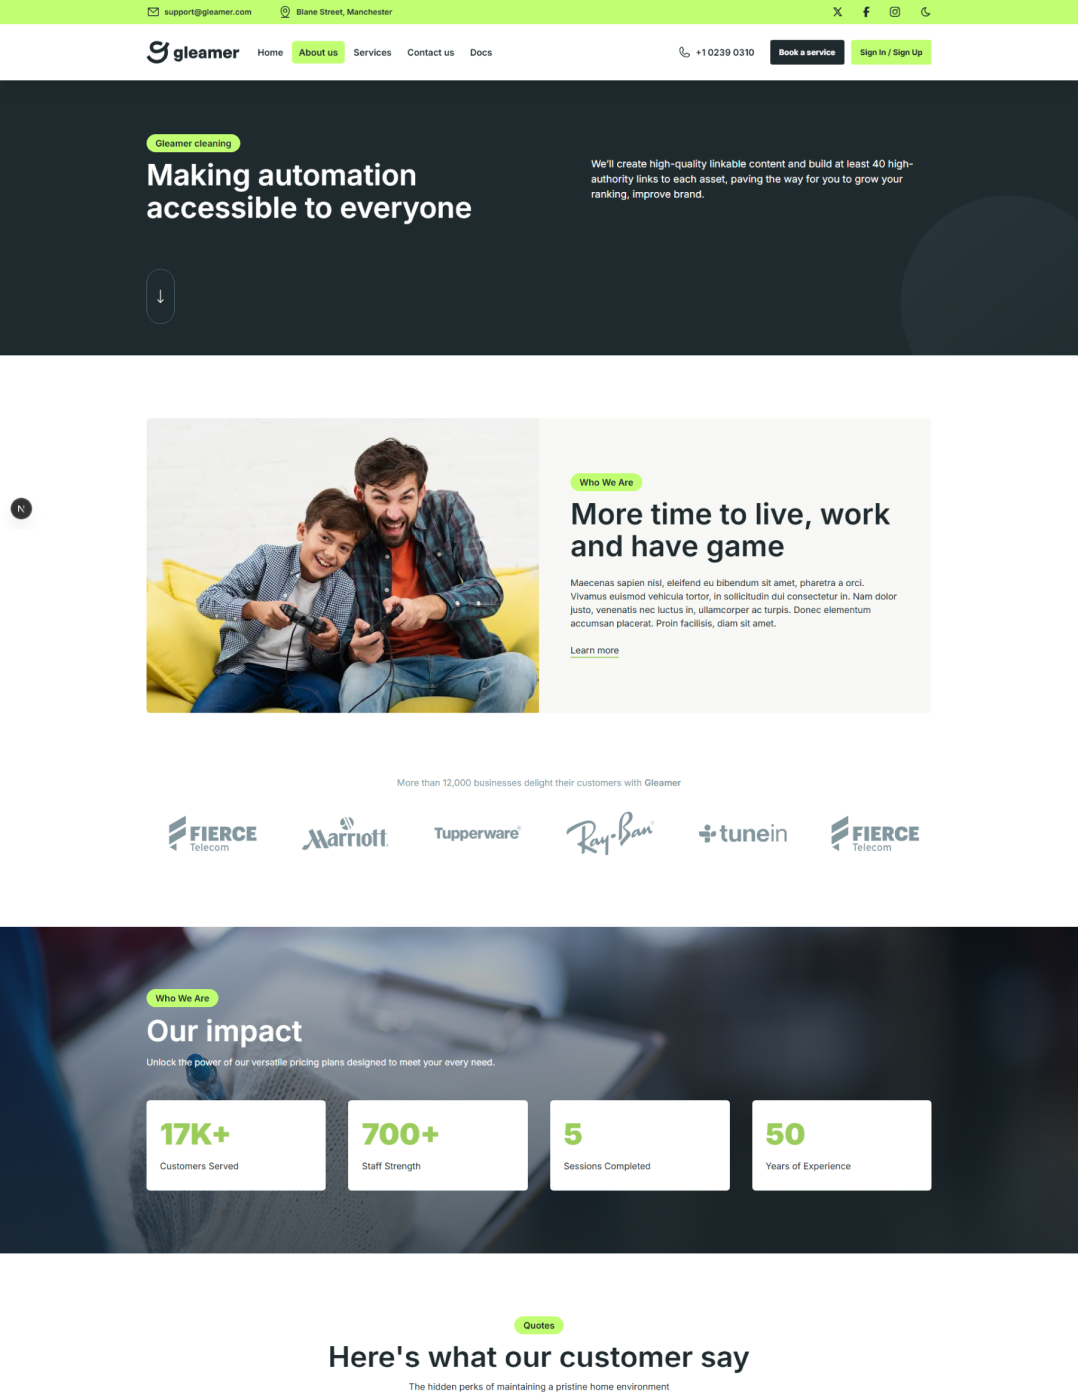 support@gleamer.com
Blane Street, Manchester
gleamer
Home
About us
Services
Contact us
Docs
+1 0239 0310
Book a service
Sign In / Sign Up
Gleamer cleaning
Making automation
accessible to everyone
We'll create high-quality linkable content and build at least 40 high-
authority links to each asset, paving the way for you to grow your
ranking, improve brand.
N
Who We Are
More time to live, work
and have game
Maecenas sapien nisl, eleifend eu bibendum sit amet, pharetra a orci.
Vivamus euismod vehicula tortor, in sollicitudin dui consectetur in. Nam dolor
justo, venenatis nec luctus in, ullamcorper ac turpis. Donec elementum
accumsan placerat. Proin facilisis, diam sit amet.
Learn more
More than 12,000 businesses delight their customers with Gleamer
FIERCE
Telecom
Marriott
Tupperware
Ray-Ban
tunein
FIERCE
Telecom
Who We Are
Our impact
Unlock the power of our versatile pricing plans designed to meet your every need.
17K+
Customers Served
700+
Staff Strength
5
Sessions Completed
50
Years of Experience
Quotes
Here's what our customer say
The hidden perks of maintaining a pristine home environment